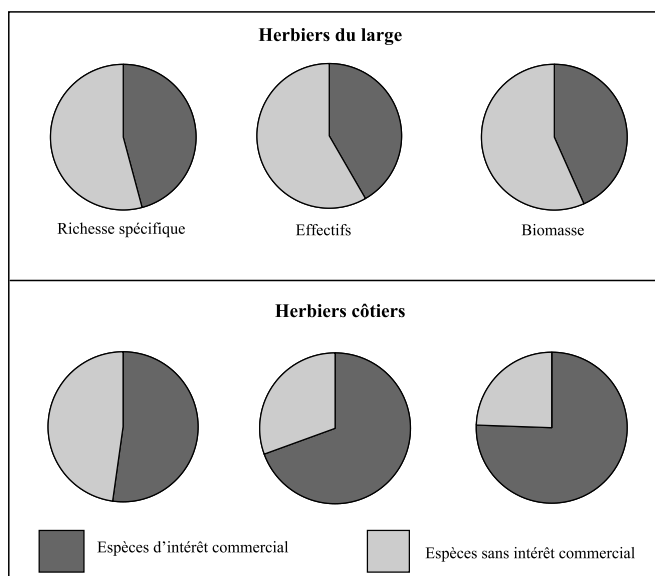 Herbiers du large
Richesse spécifique
Effectifs
Biomasse
Herbiers côtiers
Espèces d'intérêt commercial
Espèces sans intérêt commercial